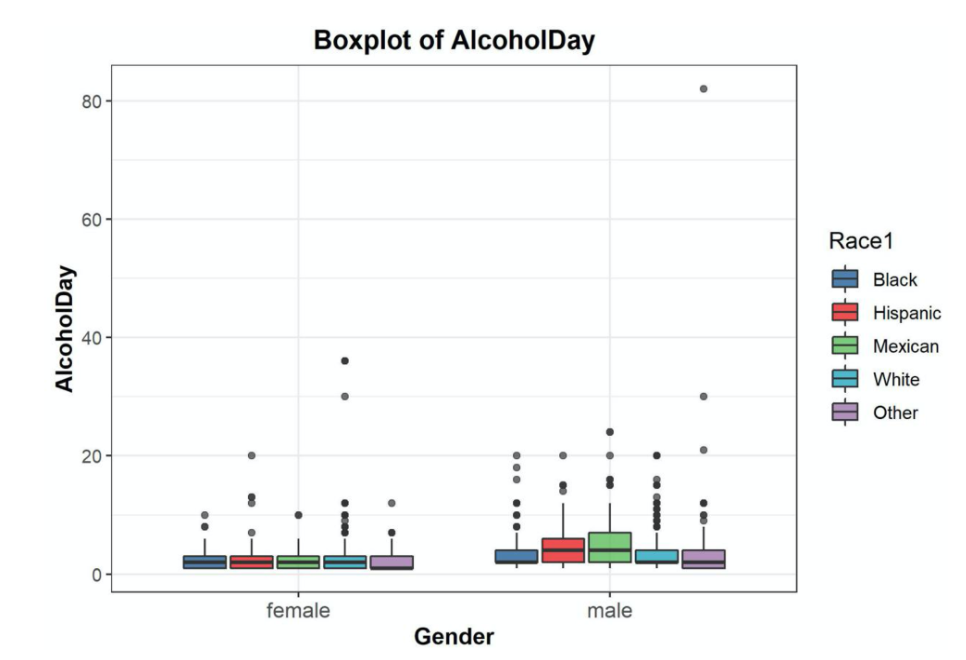 Boxplot of AlcoholDay
80
60
40
20
0
AlcoholDay
female male
Gender
Race1
Black
Hispanic
Mexican
White
Other